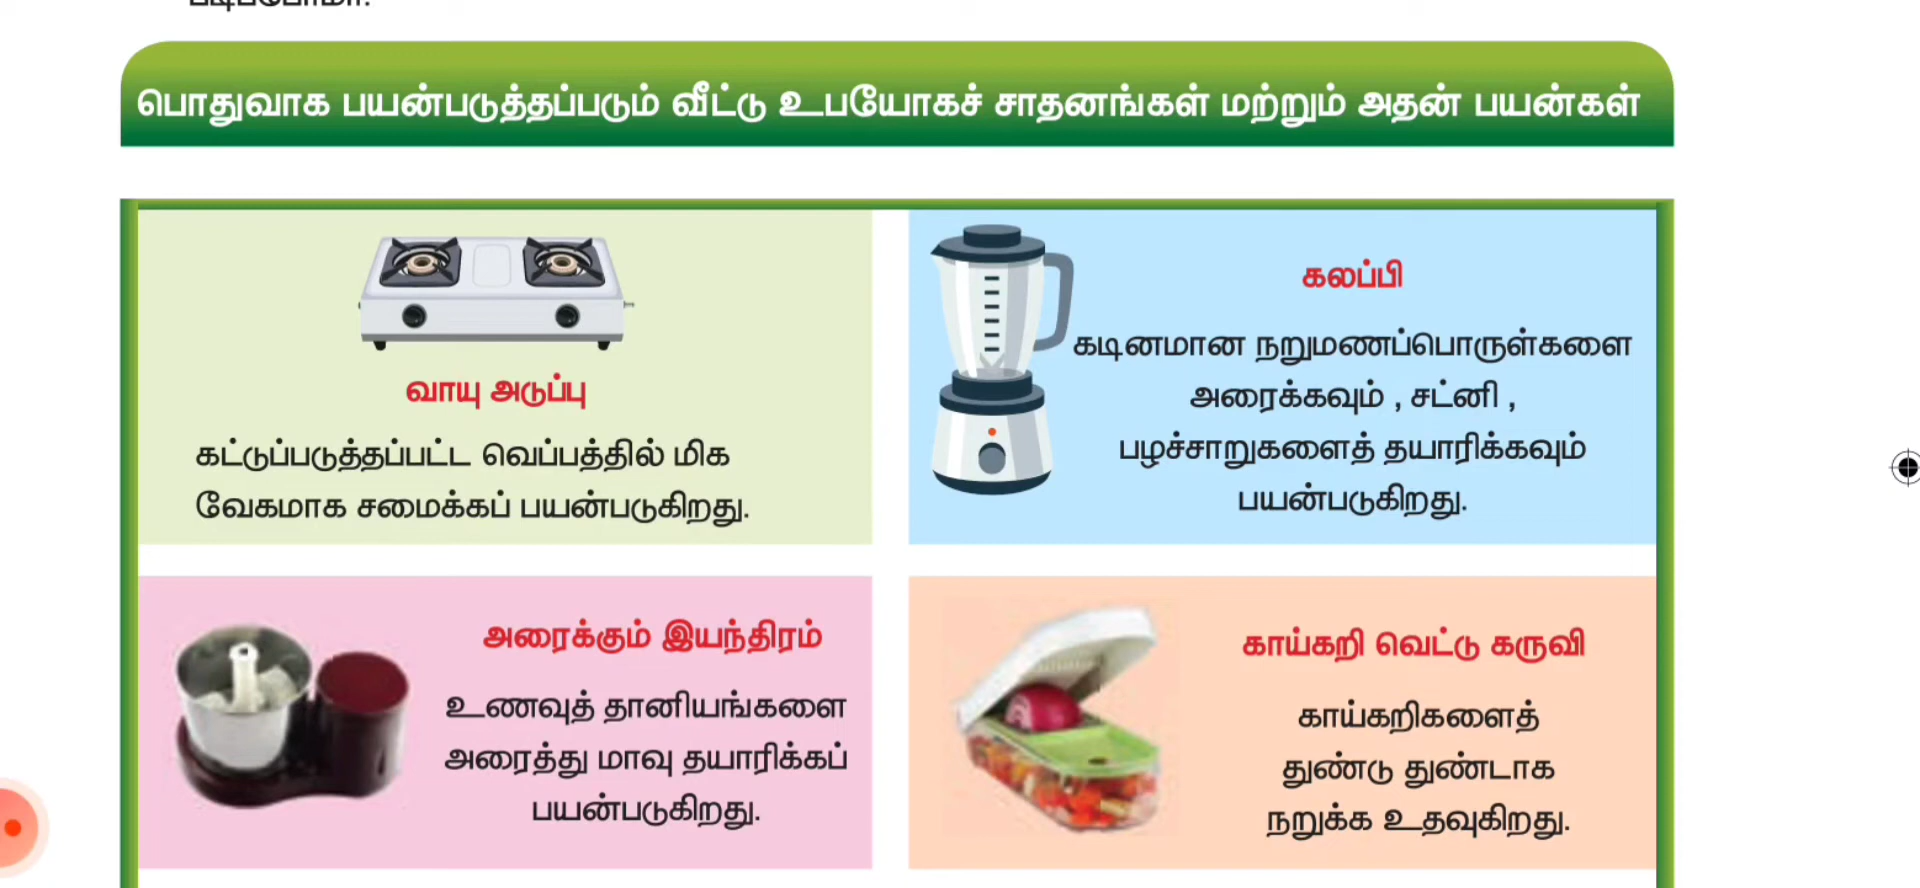 பொதுவாக பயன்படுத்தப்படும் வீட்டு உபயோகச் சாதனங்கள் மற்றும் அதன் பயன்கள்
வாயு அடுப்பு
கட்டுப்படுத்தப்பட்ட வெப்பத்தில் மிக
வேகமாக சமைக்கப் பயன்படுகிறது.
கலப்பி
கடினமான நறுமணப்பொருள்களை
அரைக்கவும் , சட்னி ,
பழச்சாறுகளைத் தயாரிக்கவும்
பயன்படுகிறது.
அரைக்கும் இயந்திரம்
உணவுத் தானியங்களை
அரைத்து மாவு தயாரிக்கப்
பயன்படுகிறது.
காய்கறி வெட்டு கருவி
காய்கறிகளைத்
துண்டு துண்டாக
நறுக்க உதவுகிறது.